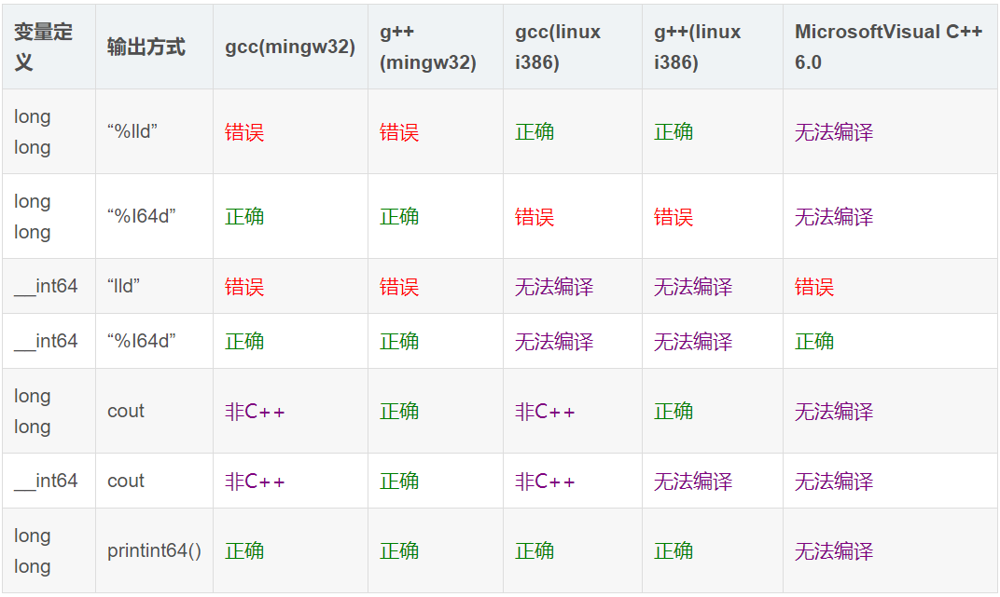 变量定义 输出方式 gcc(mingw32) g++ (mingw32) gcc(linux i386) g++(linux i386) MicrosoftVisual C++ 6.0
long long “%lld” 错误 错误 正确 正确 无法编译
long long “%I64d” 正确 正确 错误 错误 无法编译
__int64 “lld” 错误 错误 无法编译 无法编译 错误
__int64 “%I64d” 正确 正确 无法编译 无法编译 正确
long long cout 非C++ 正确 非C++ 正确 无法编译
__int64 cout 非C++ 正确 非C++ 无法编译 无法编译
long long printint64() 正确 正确 正确 正确 无法编译